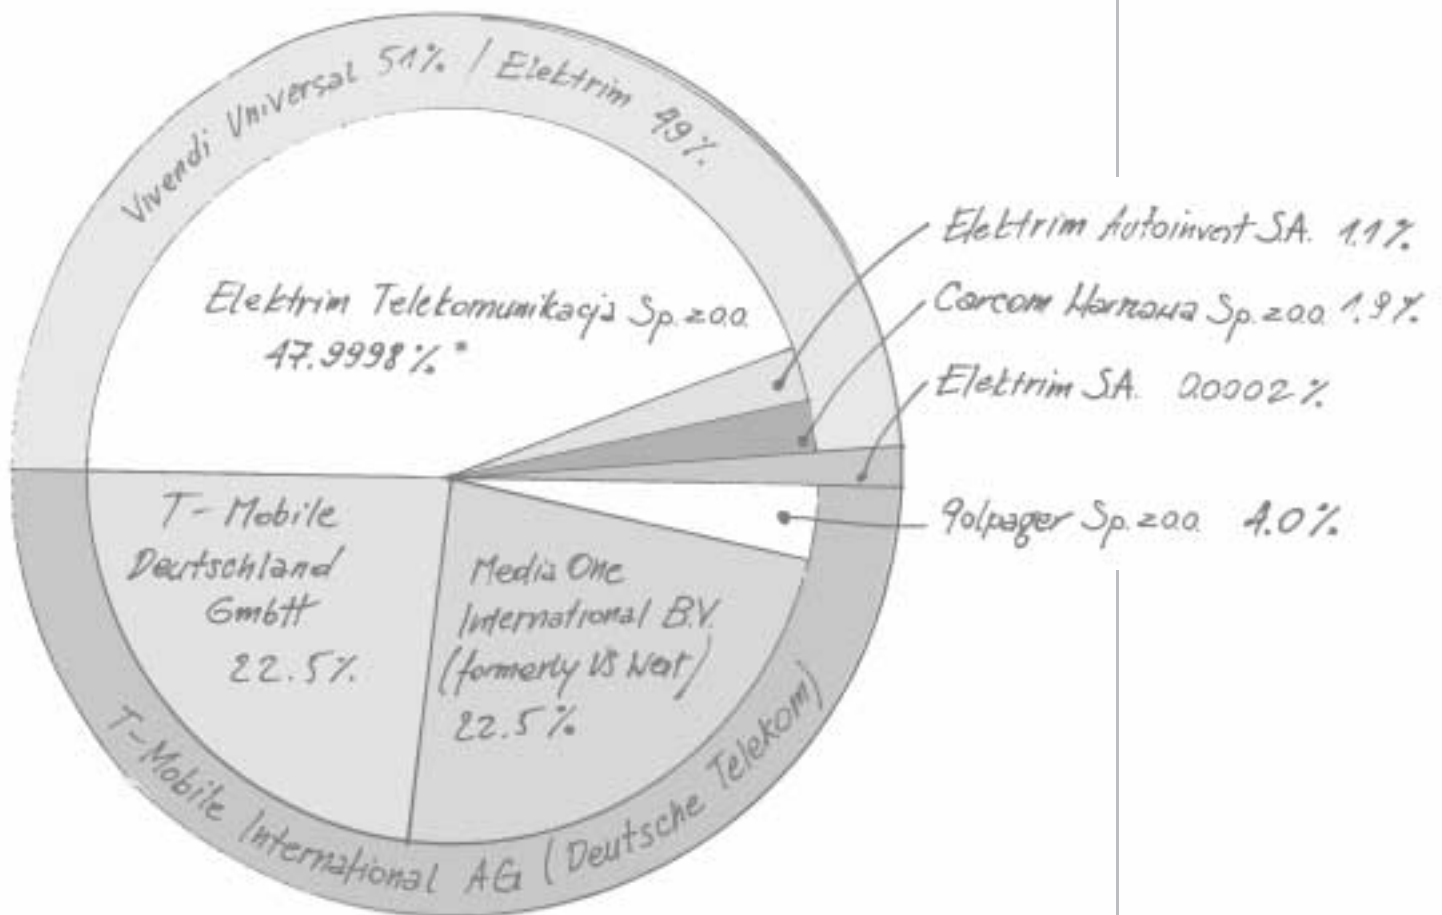 Vivendi Universal 51% / Elektrim 49%
Elektrim Telekomunikacja Sp. z o.o.
47.9998%*
Elektrim Autoinvest S.A. 1.1%
Carcom Warszawa Sp. z o.o. 1.9%
Elektrim S.A. 0.0002%
Polpager Sp. z o.o. 4.0%
T-Mobile
Deutschland
GmbH
22.5%
Media One
International B.V.
(formerly US West)
22.5%
T-Mobile International AG (Deutsche Telekom)